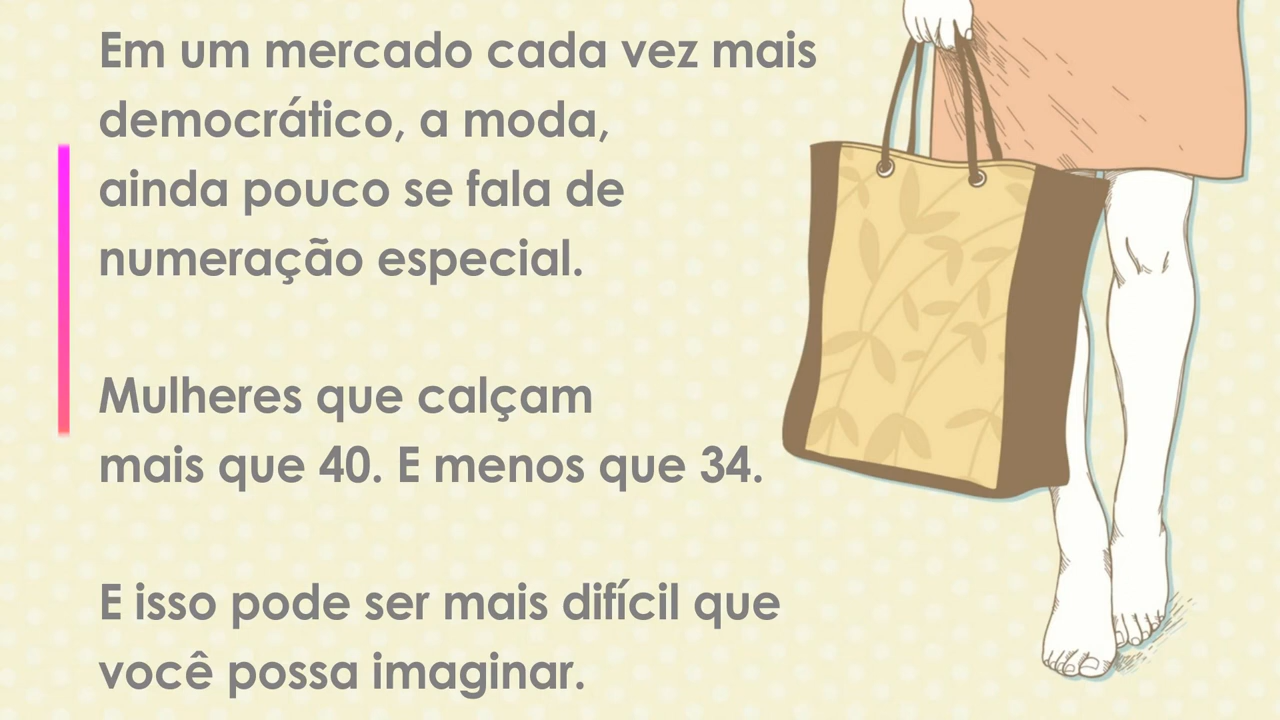 Em um mercado cada vez mais
democrático, a moda,
ainda pouco se fala de
numeração especial.
Mulheres que calçam
mais que 40. E menos que 34.
E isso pode ser mais difícil que
você possa imaginar.